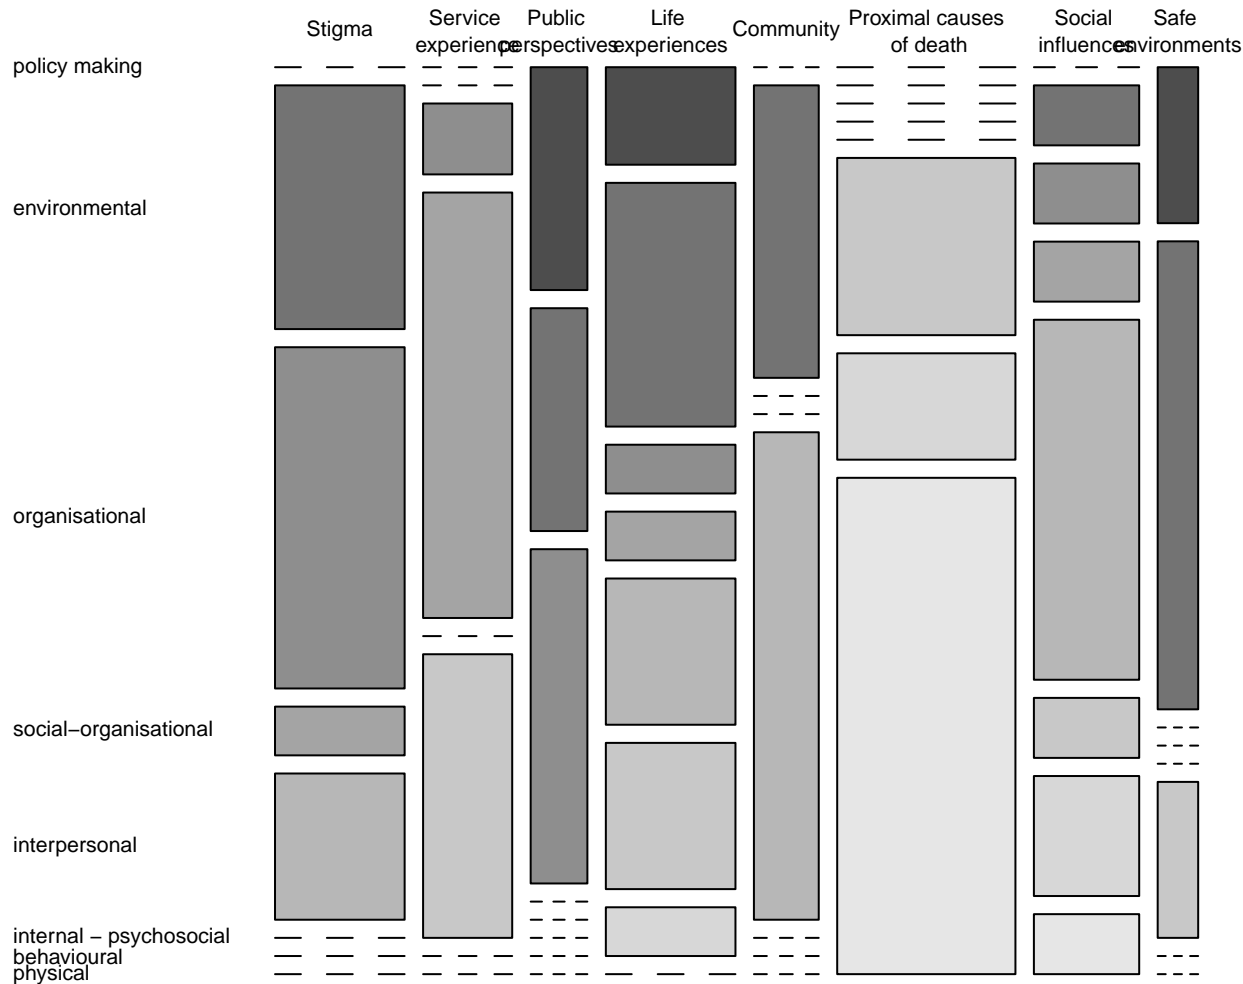 Stigma
Service
experience
Public
perspectives
Life
experiences
Community
Proximal causes
of death
Social
influences
Safe
environments
policy making
environmental
organisational
social−organisational
interpersonal
internal − psychosocial
behavioural
physical